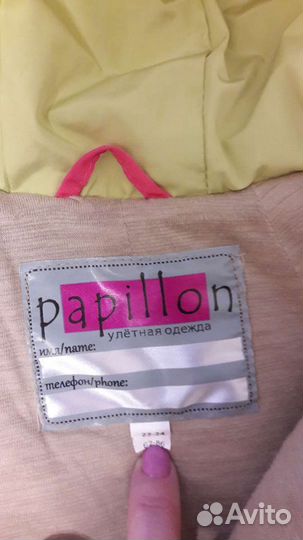 papillon
улётная одежда
имя/name:
телефон/phone:
Avito